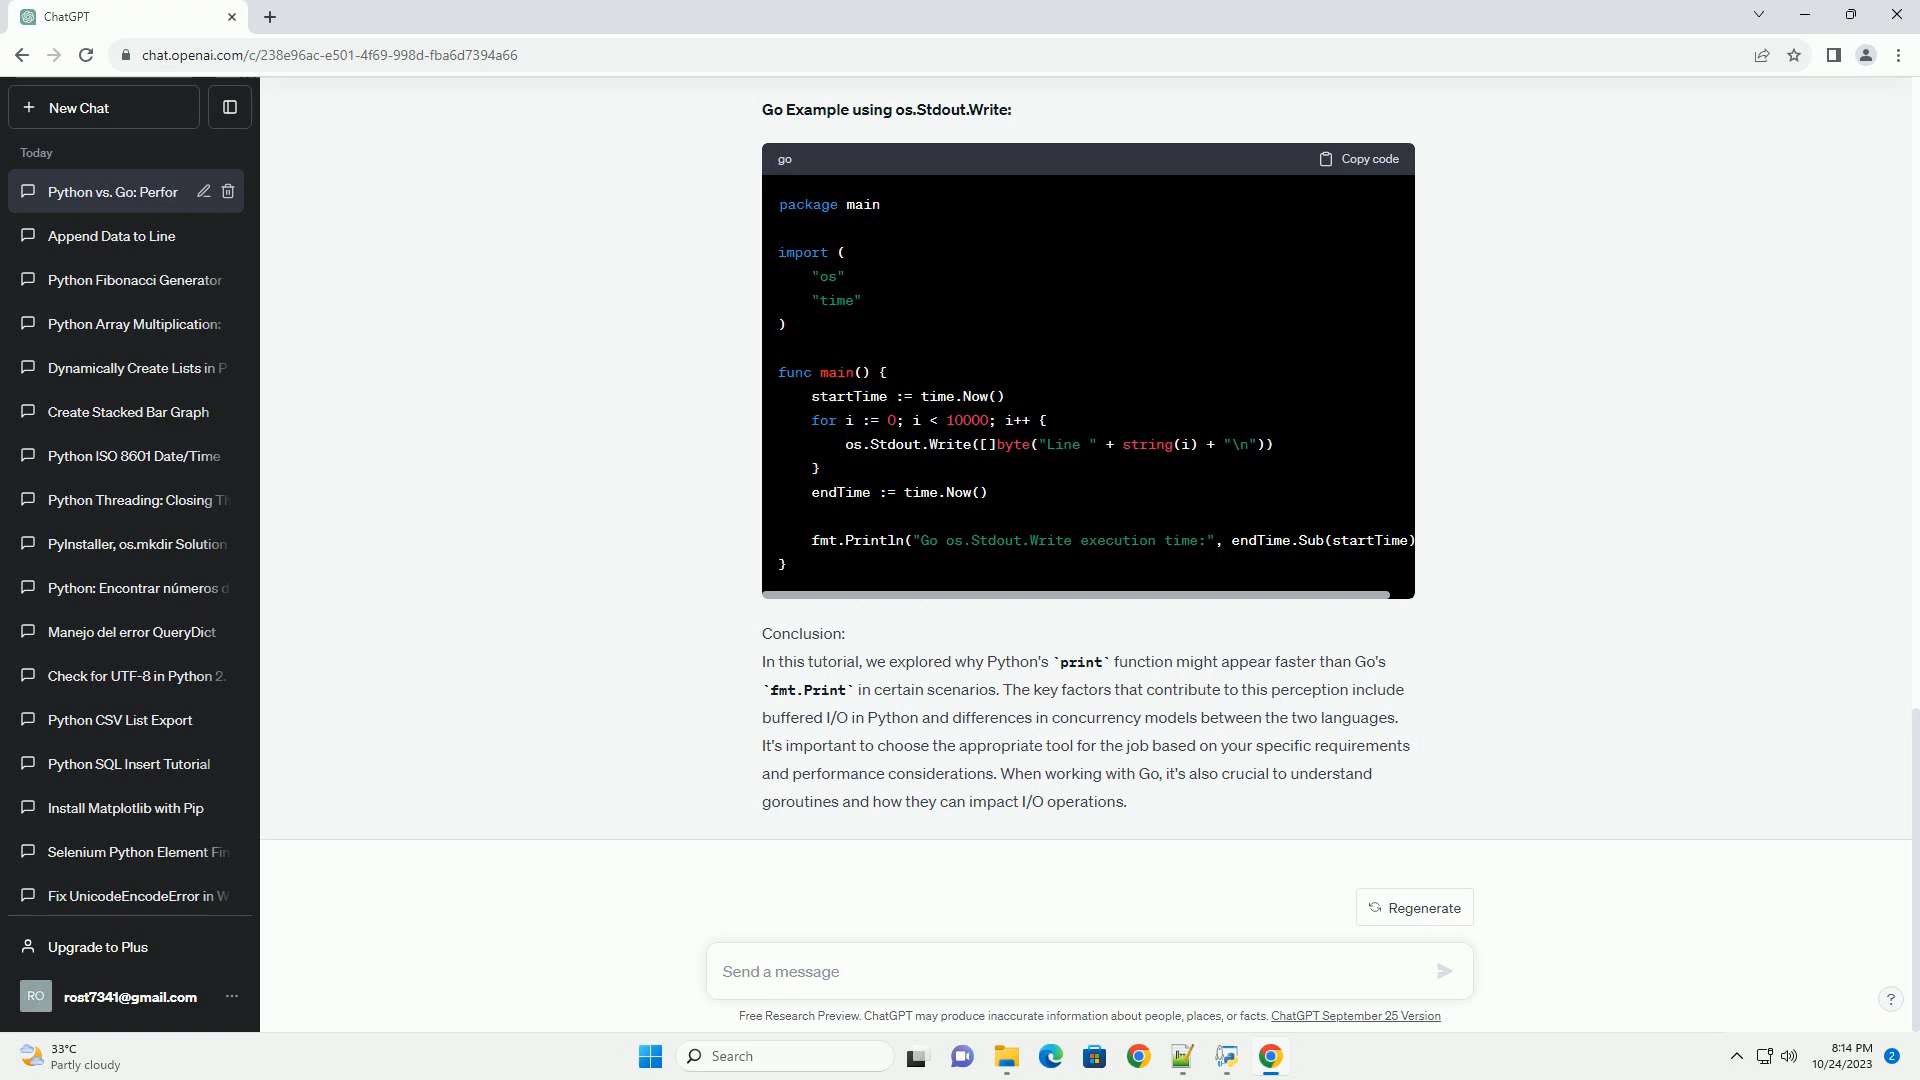 ChatGPT
chat.openai.com/c/238e96ac-e501-4f69-998d-fba6d7394a66
New Chat
Today
Python vs. Go: Perfor
Append Data to Line
Python Fibonacci Generator
Python Array Multiplication:
Dynamically Create Lists in P
Create Stacked Bar Graph
Python ISO 8601 Date/Time
Python Threading: Closing Th
PyInstaller, os.mkdir Solution
Python: Encontrar números d
Manejo del error QueryDict
Check for UTF-8 in Python 2.
Python CSV List Export
Python SQL Insert Tutorial
Install Matplotlib with Pip
Selenium Python Element Fin
Fix UnicodeEncodeError in W
Upgrade to Plus
RO rost7341@gmail.com
Go Example using os.Stdout.Write:
go Copy code
package main
import (
"os"
"time"
)
func main() {
startTime := time.Now()
for i := 0; i < 10000; i++ {
os.Stdout.Write([]byte("Line " + string(i) + "\n"))
}
endTime := time.Now()
fmt.Println("Go os.Stdout.Write execution time:", endTime.Sub(startTime)
}
Conclusion:
In this tutorial, we explored why Python's `print` function might appear faster than Go's
`fmt.Print` in certain scenarios. The key factors that contribute to this perception include
buffered I/O in Python and differences in concurrency models between the two languages.
It's important to choose the appropriate tool for the job based on your specific requirements
and performance considerations. When working with Go, it's also crucial to understand
goroutines and how they can impact I/O operations.
Regenerate
Send a message
Free Research Preview. ChatGPT may produce inaccurate information about people, places, or facts. ChatGPT September 25 Version
?
33°C
Partly cloudy
Search
8:14 PM
10/24/2023
2